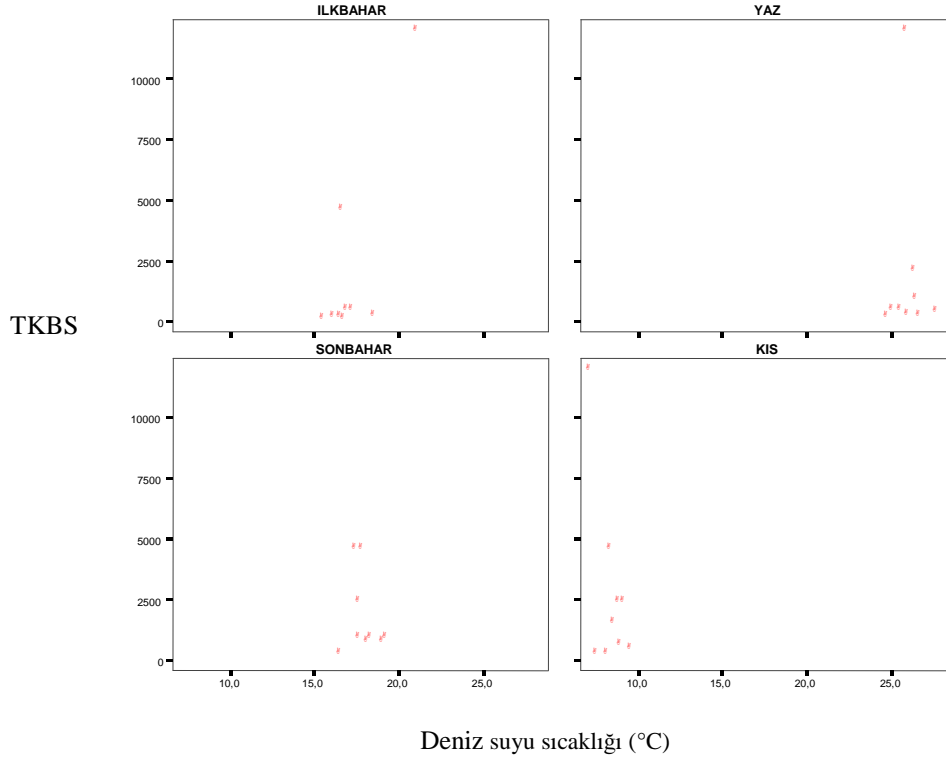 ILKBAHAR YAZ
10000
7500
5000
2500
0
TKBS
SONBAHAR KIS
10000
7500
5000
2500
0
10,0 15,0 20,0 25,0 10,0 15,0 20,0 25,0
Deniz suyu sıcaklığı (°C)